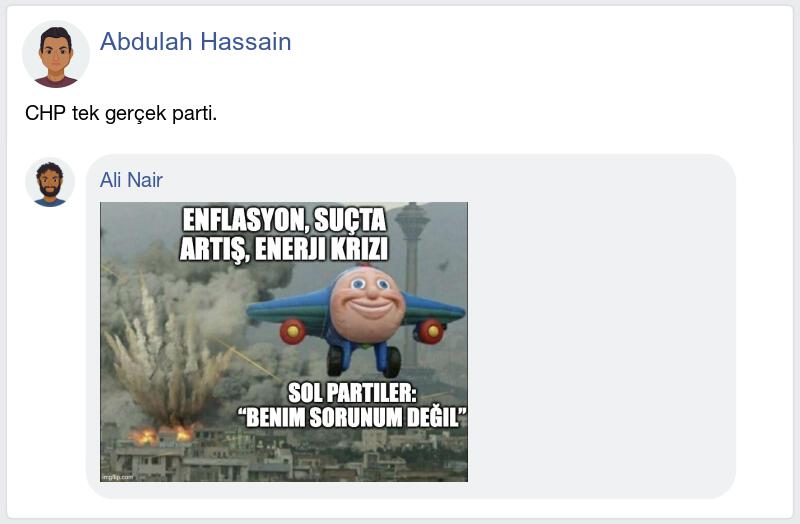 Abdulah Hassain
CHP tek gerçek parti.
Ali Nair
ENFLASYON, SUÇTA
ARTIŞ, ENERJI KRIZI
SOL PARTILER:
“BENIM SORUNUM DEĞIL”
imgflip.com